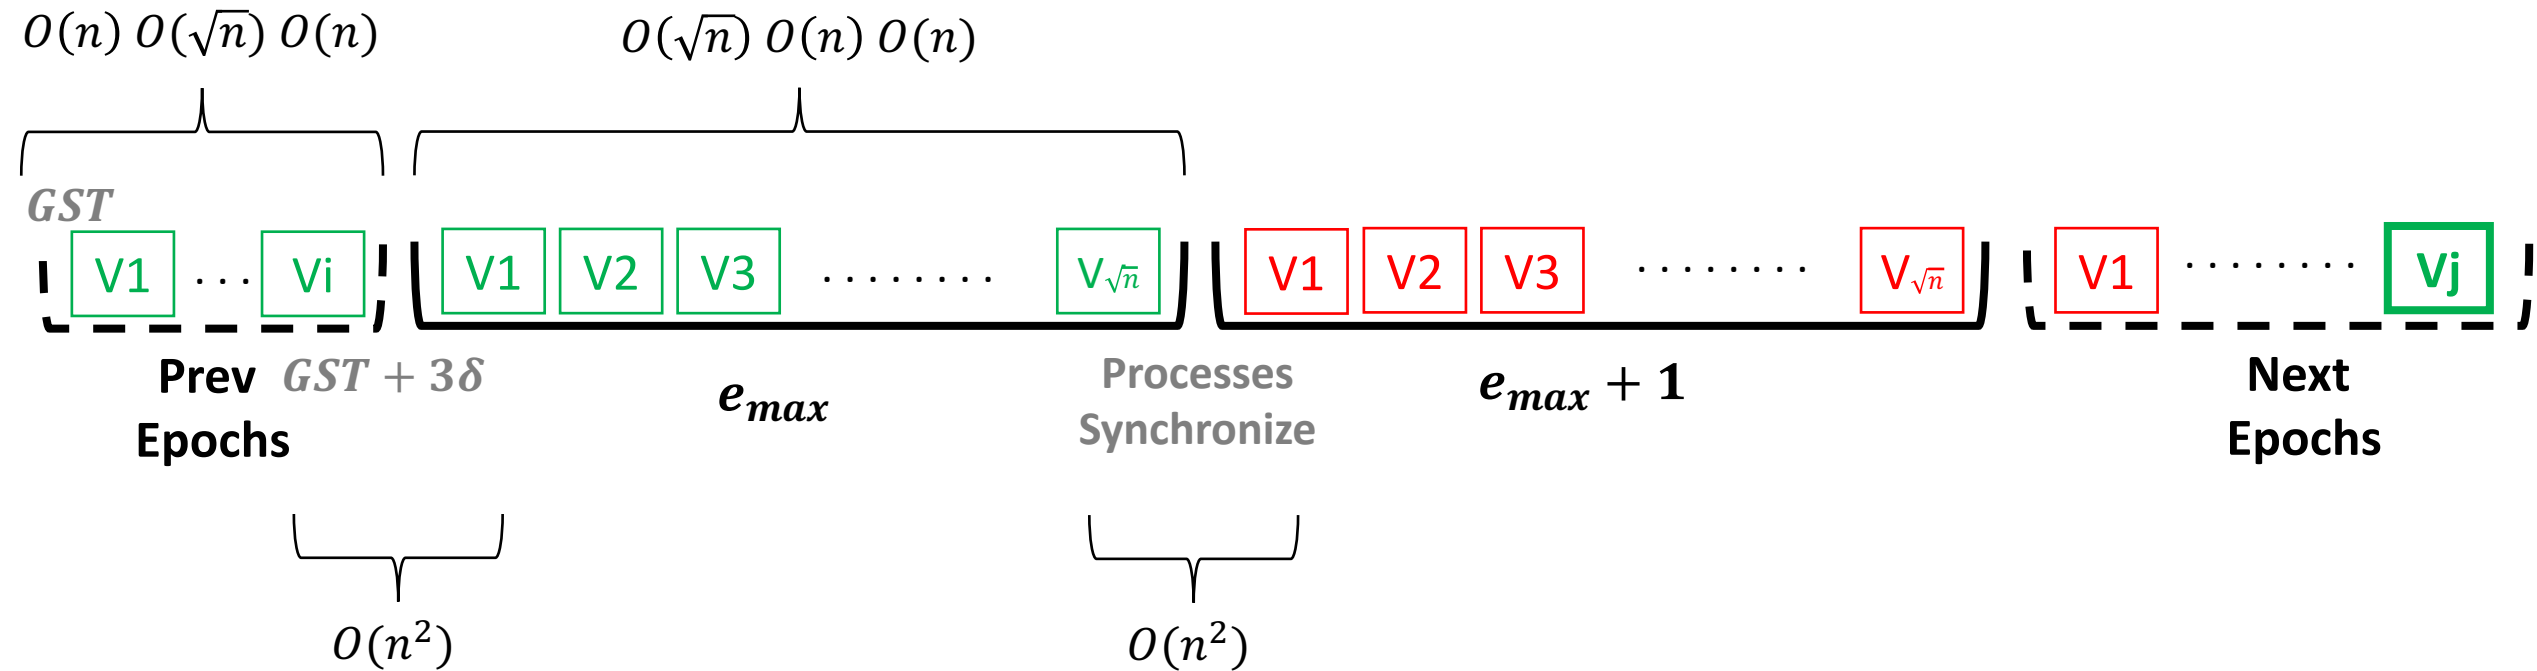 O(n) O(√n) O(n)
O(√n) O(n) O(n)
GST
V1 ... Vi
V1 V2 V3 ........ V√n
V1 V2 V3 ........ V√n
V1 ........ Vj
Prev Epochs
GST + 3δ
e_max
Processes Synchronize
e_max + 1
Next Epochs
O(n²)
O(n²)